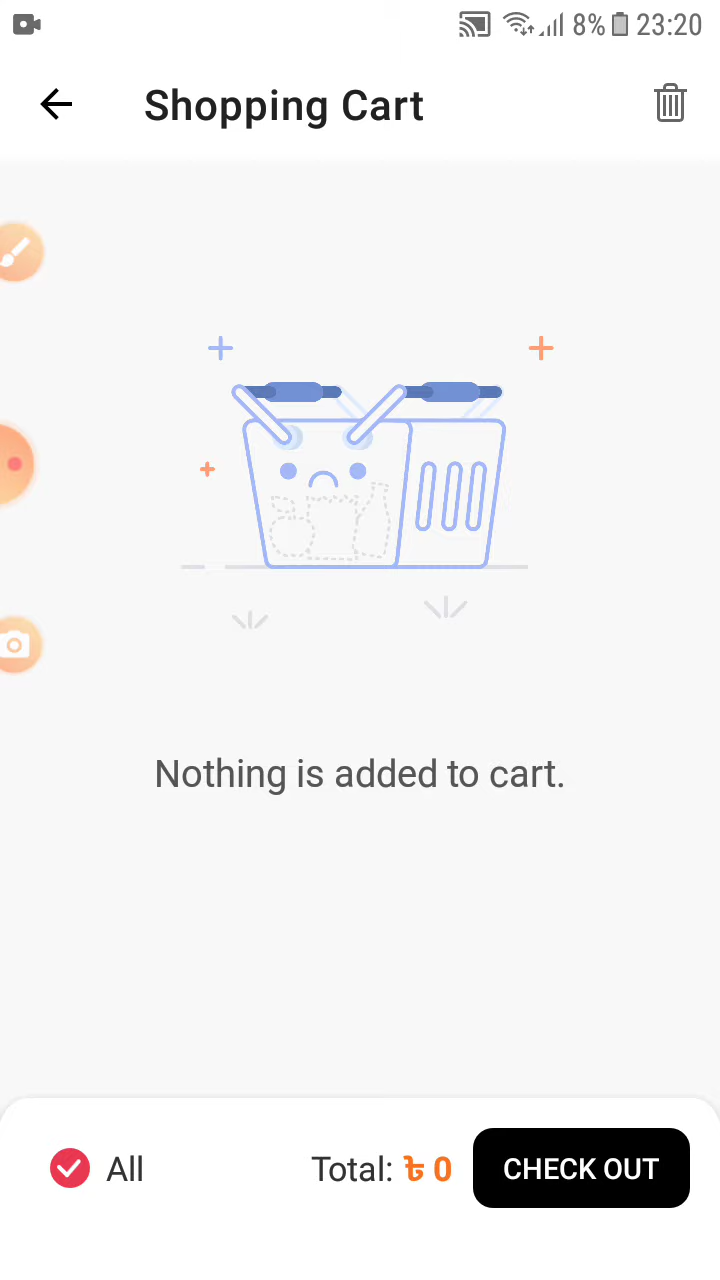 8% 23:20
Shopping Cart
Nothing is added to cart.
All Total: ৳ 0 CHECK OUT